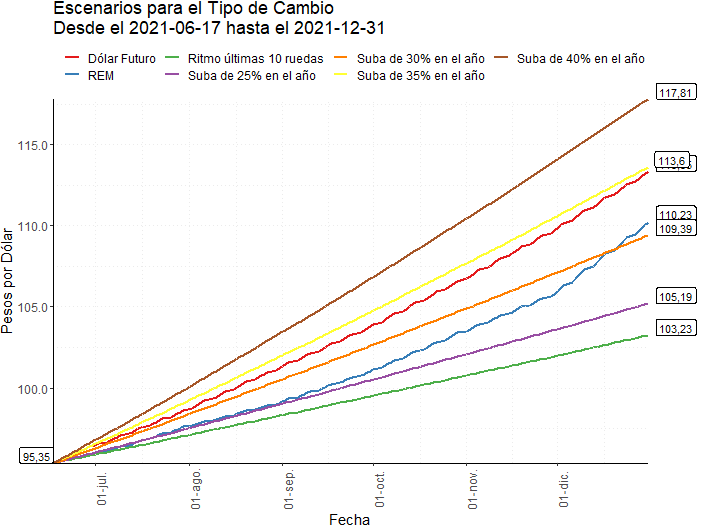 Escenarios para el Tipo de Cambio
Desde el 2021-06-17 hasta el 2021-12-31
Dólar Futuro Ritmo últimas 10 ruedas Suba de 30% en el año Suba de 40% en el año
REM Suba de 25% en el año Suba de 35% en el año
117,81
115.0
113,6
110,23
110.0
109,39
105,19
105.0
103,23
100.0
95,35
Pesos por Dólar
01-jul. 01-ago. 01-sep. 01-oct. 01-nov. 01-dic.
Fecha